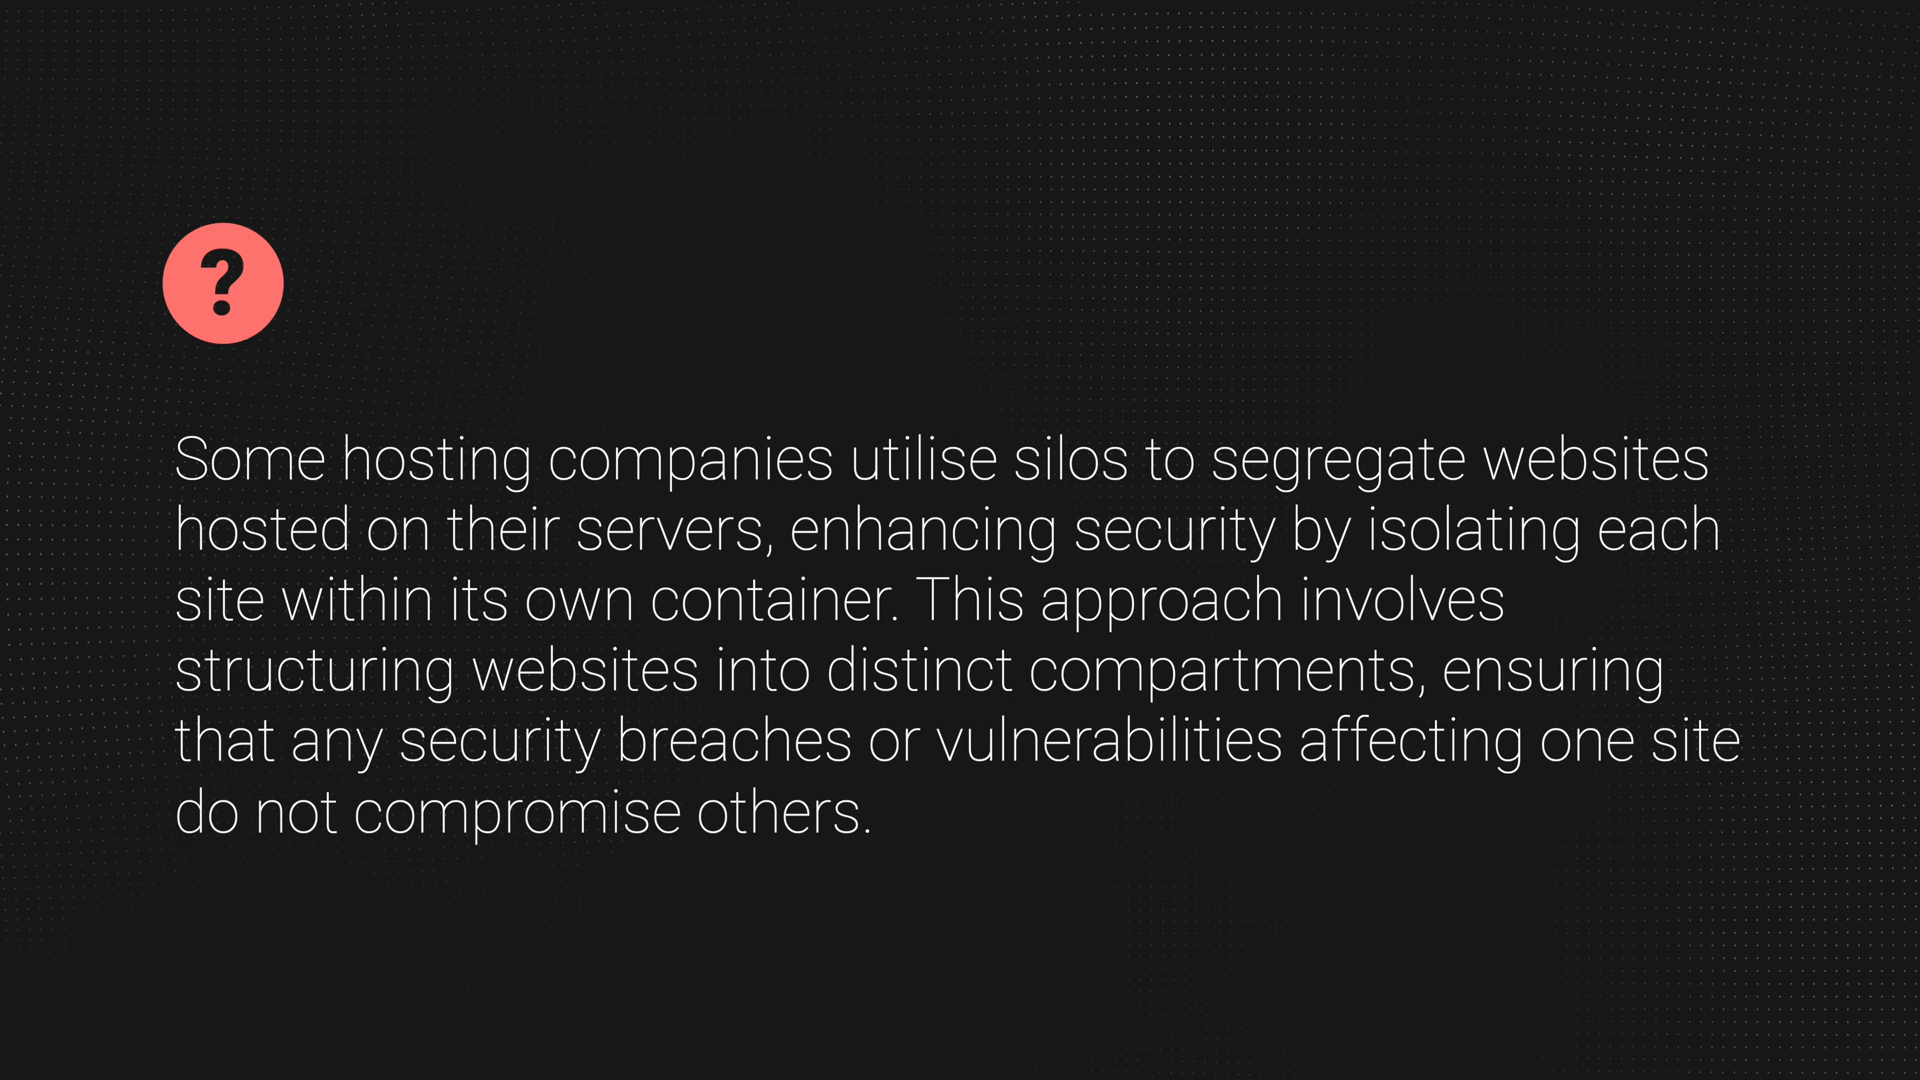 ?
Some hosting companies utilise silos to segregate websites
hosted on their servers, enhancing security by isolating each
site within its own container. This approach involves
structuring websites into distinct compartments, ensuring
that any security breaches or vulnerabilities affecting one site
do not compromise others.